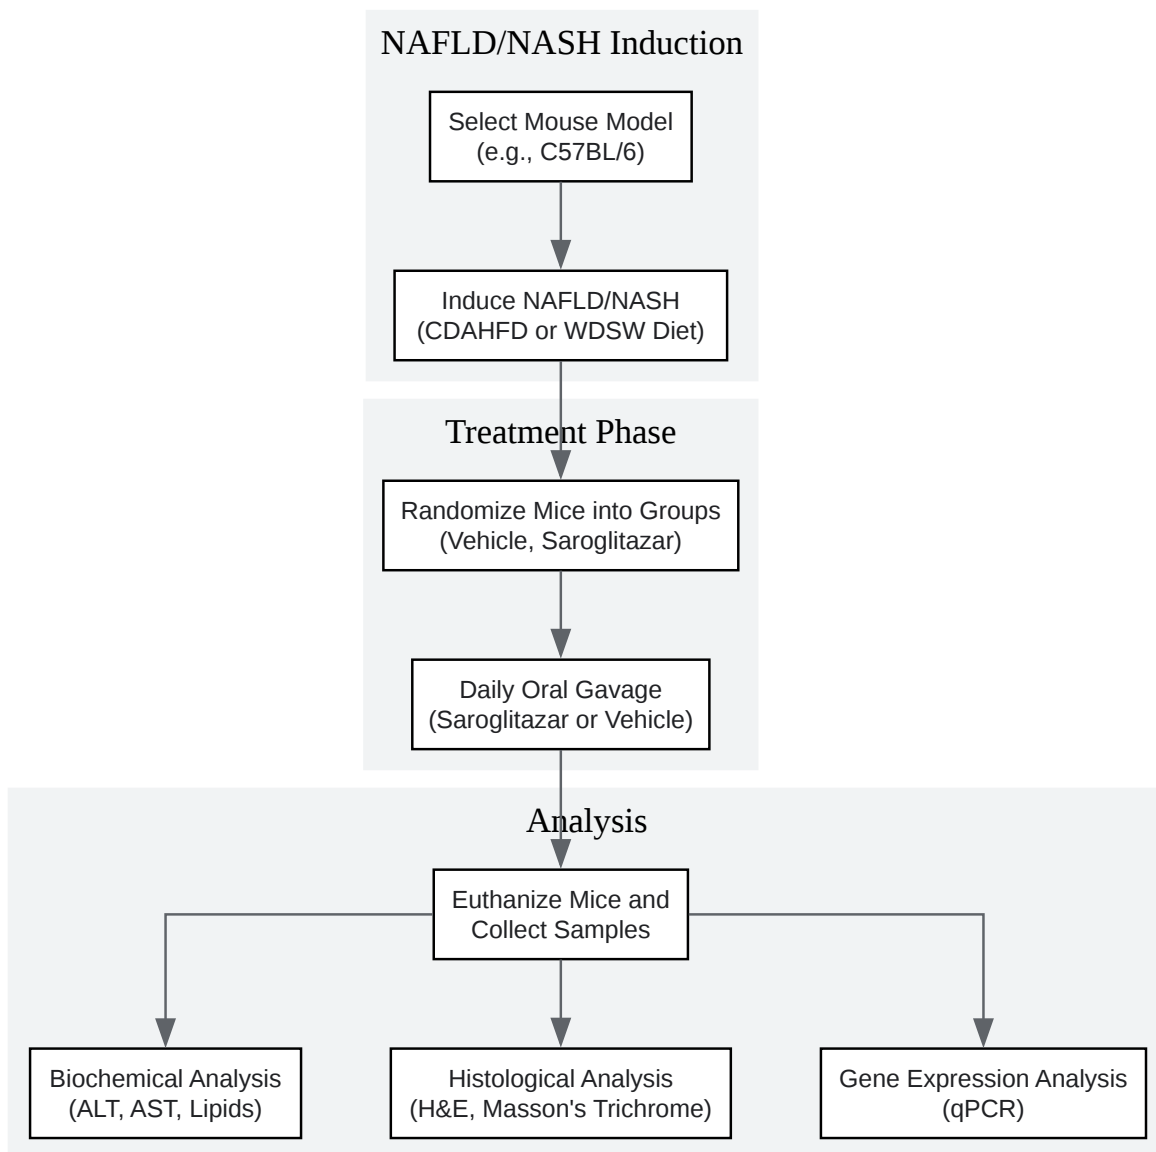 NAFLD/NASH Induction
Select Mouse Model
(e.g., C57BL/6)
Induce NAFLD/NASH
(CDAHFD or WDSW Diet)
Treatment Phase
Randomize Mice into Groups
(Vehicle, Saroglitazar)
Daily Oral Gavage
(Saroglitazar or Vehicle)
Analysis
Euthanize Mice and
Collect Samples
Biochemical Analysis
(ALT, AST, Lipids)
Histological Analysis
(H&E, Masson's Trichrome)
Gene Expression Analysis
(qPCR)